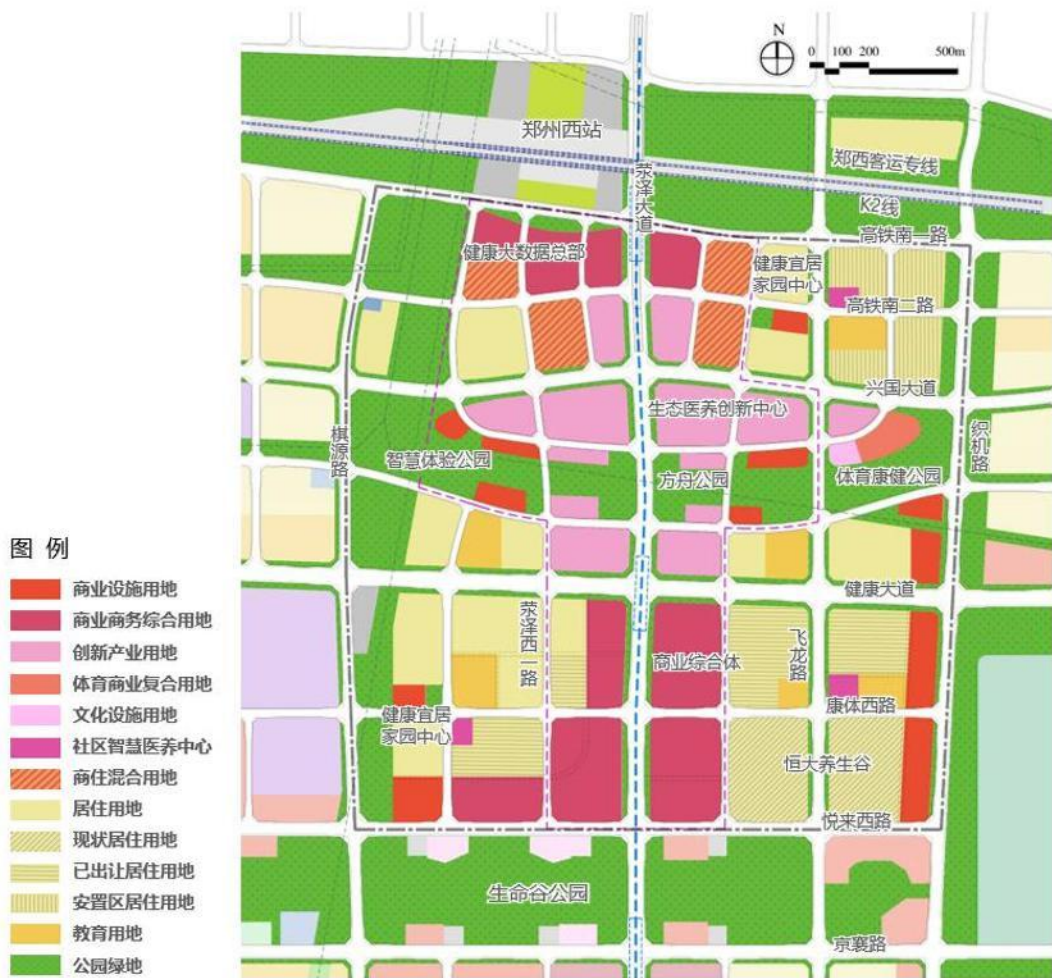 N
0 100 200 500m
郑州西站
郑西客运专线
荥泽大道
K2线
高铁南一路
健康大数据总部
健康宜居
家园中心
高铁南二路
兴国大道
生态医养创新中心
棋源路
织机路
智慧体验公园
方舟公园
体育康健公园
健康大道
荥泽西一路
飞龙路
商业综合体
康体西路
健康宜居
家园中心
恒大养生谷
悦来西路
生命谷公园
京襄路
图 例
商业设施用地
商业商务综合用地
创新产业用地
体育商业复合用地
文化设施用地
社区智慧医养中心
商住混合用地
居住用地
现状居住用地
已出让居住用地
安置区居住用地
教育用地
公园绿地